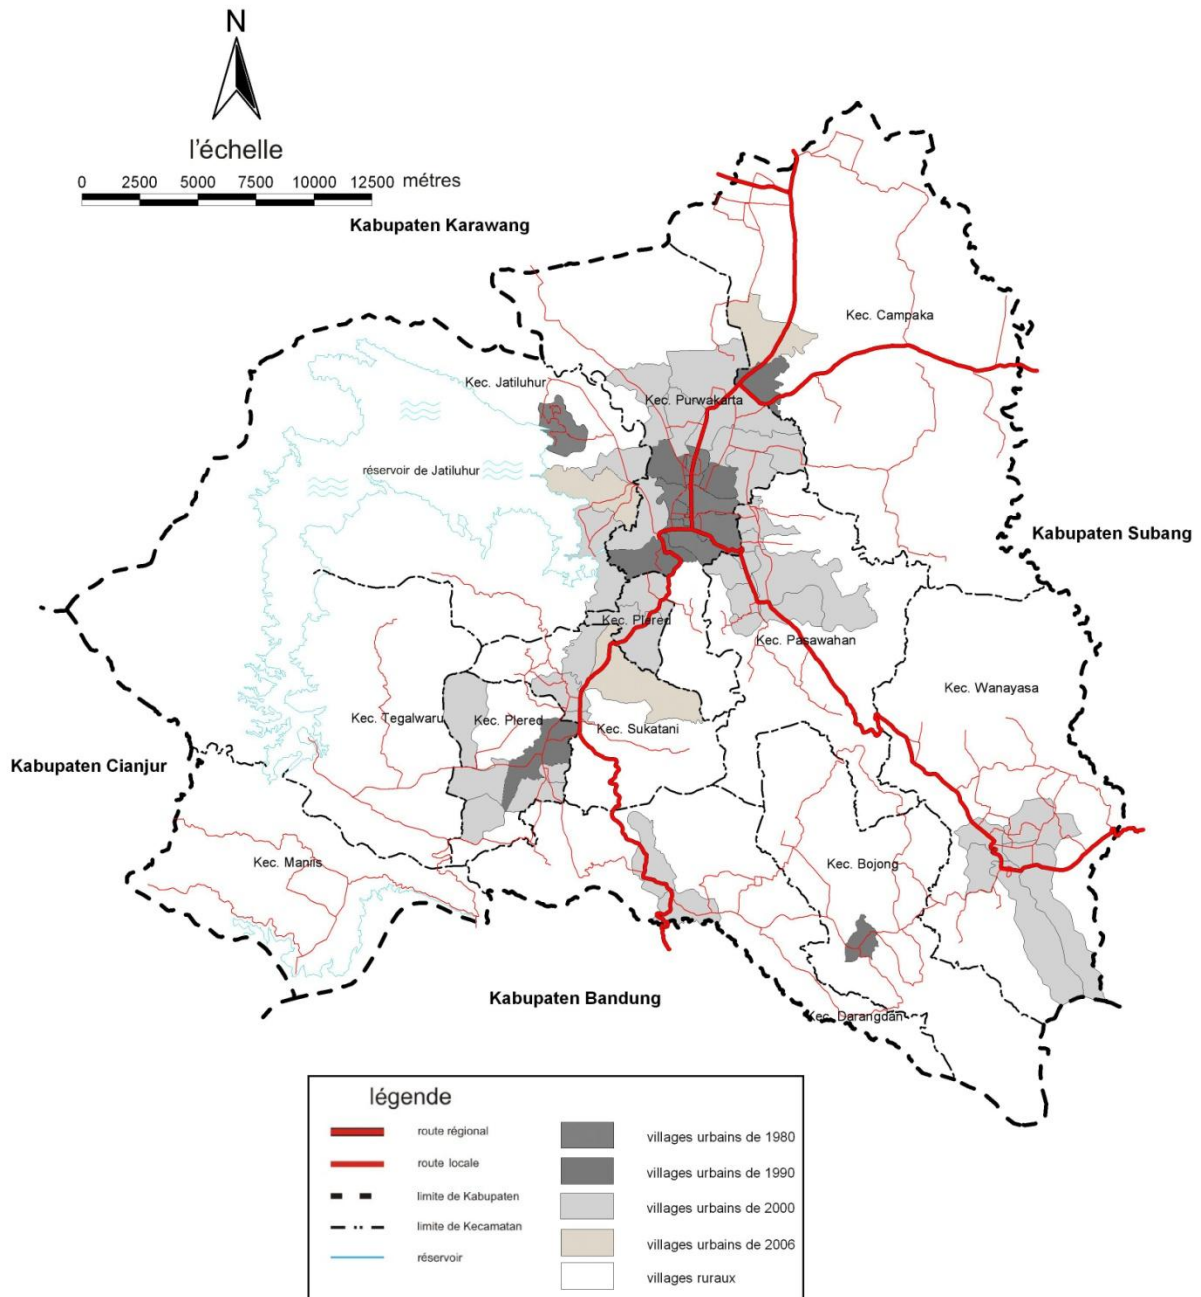 N
l'échelle
0 2500 5000 7500 10000 12500 métres
Kabupaten Karawang
Kec. Campaka
Kec. Jatiluhur
Kec. Purwakarta
réservoir de Jatiluhur
Kabupaten Subang
Kec. Plered
Kec. Pasawahan
Kec. Wanayasa
Kec. Tegalwaru
Kec. Plered
Kec. Sukatani
Kabupaten Cianjur
Kec. Maniis
Kec. Bojong
Kabupaten Bandung
Kec. Darangdan
légende
route régional
route locale
limite de Kabupaten
limite de Kecamatan
réservoir
villages urbains de 1980
villages urbains de 1990
villages urbains de 2000
villages urbains de 2006
villages ruraux